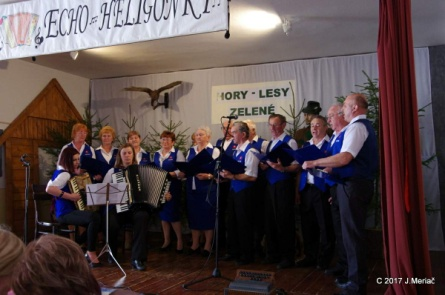 ECHO - HELIGONKY
HORY - LESY
ZELENÉ
© 2017 J.Meriač